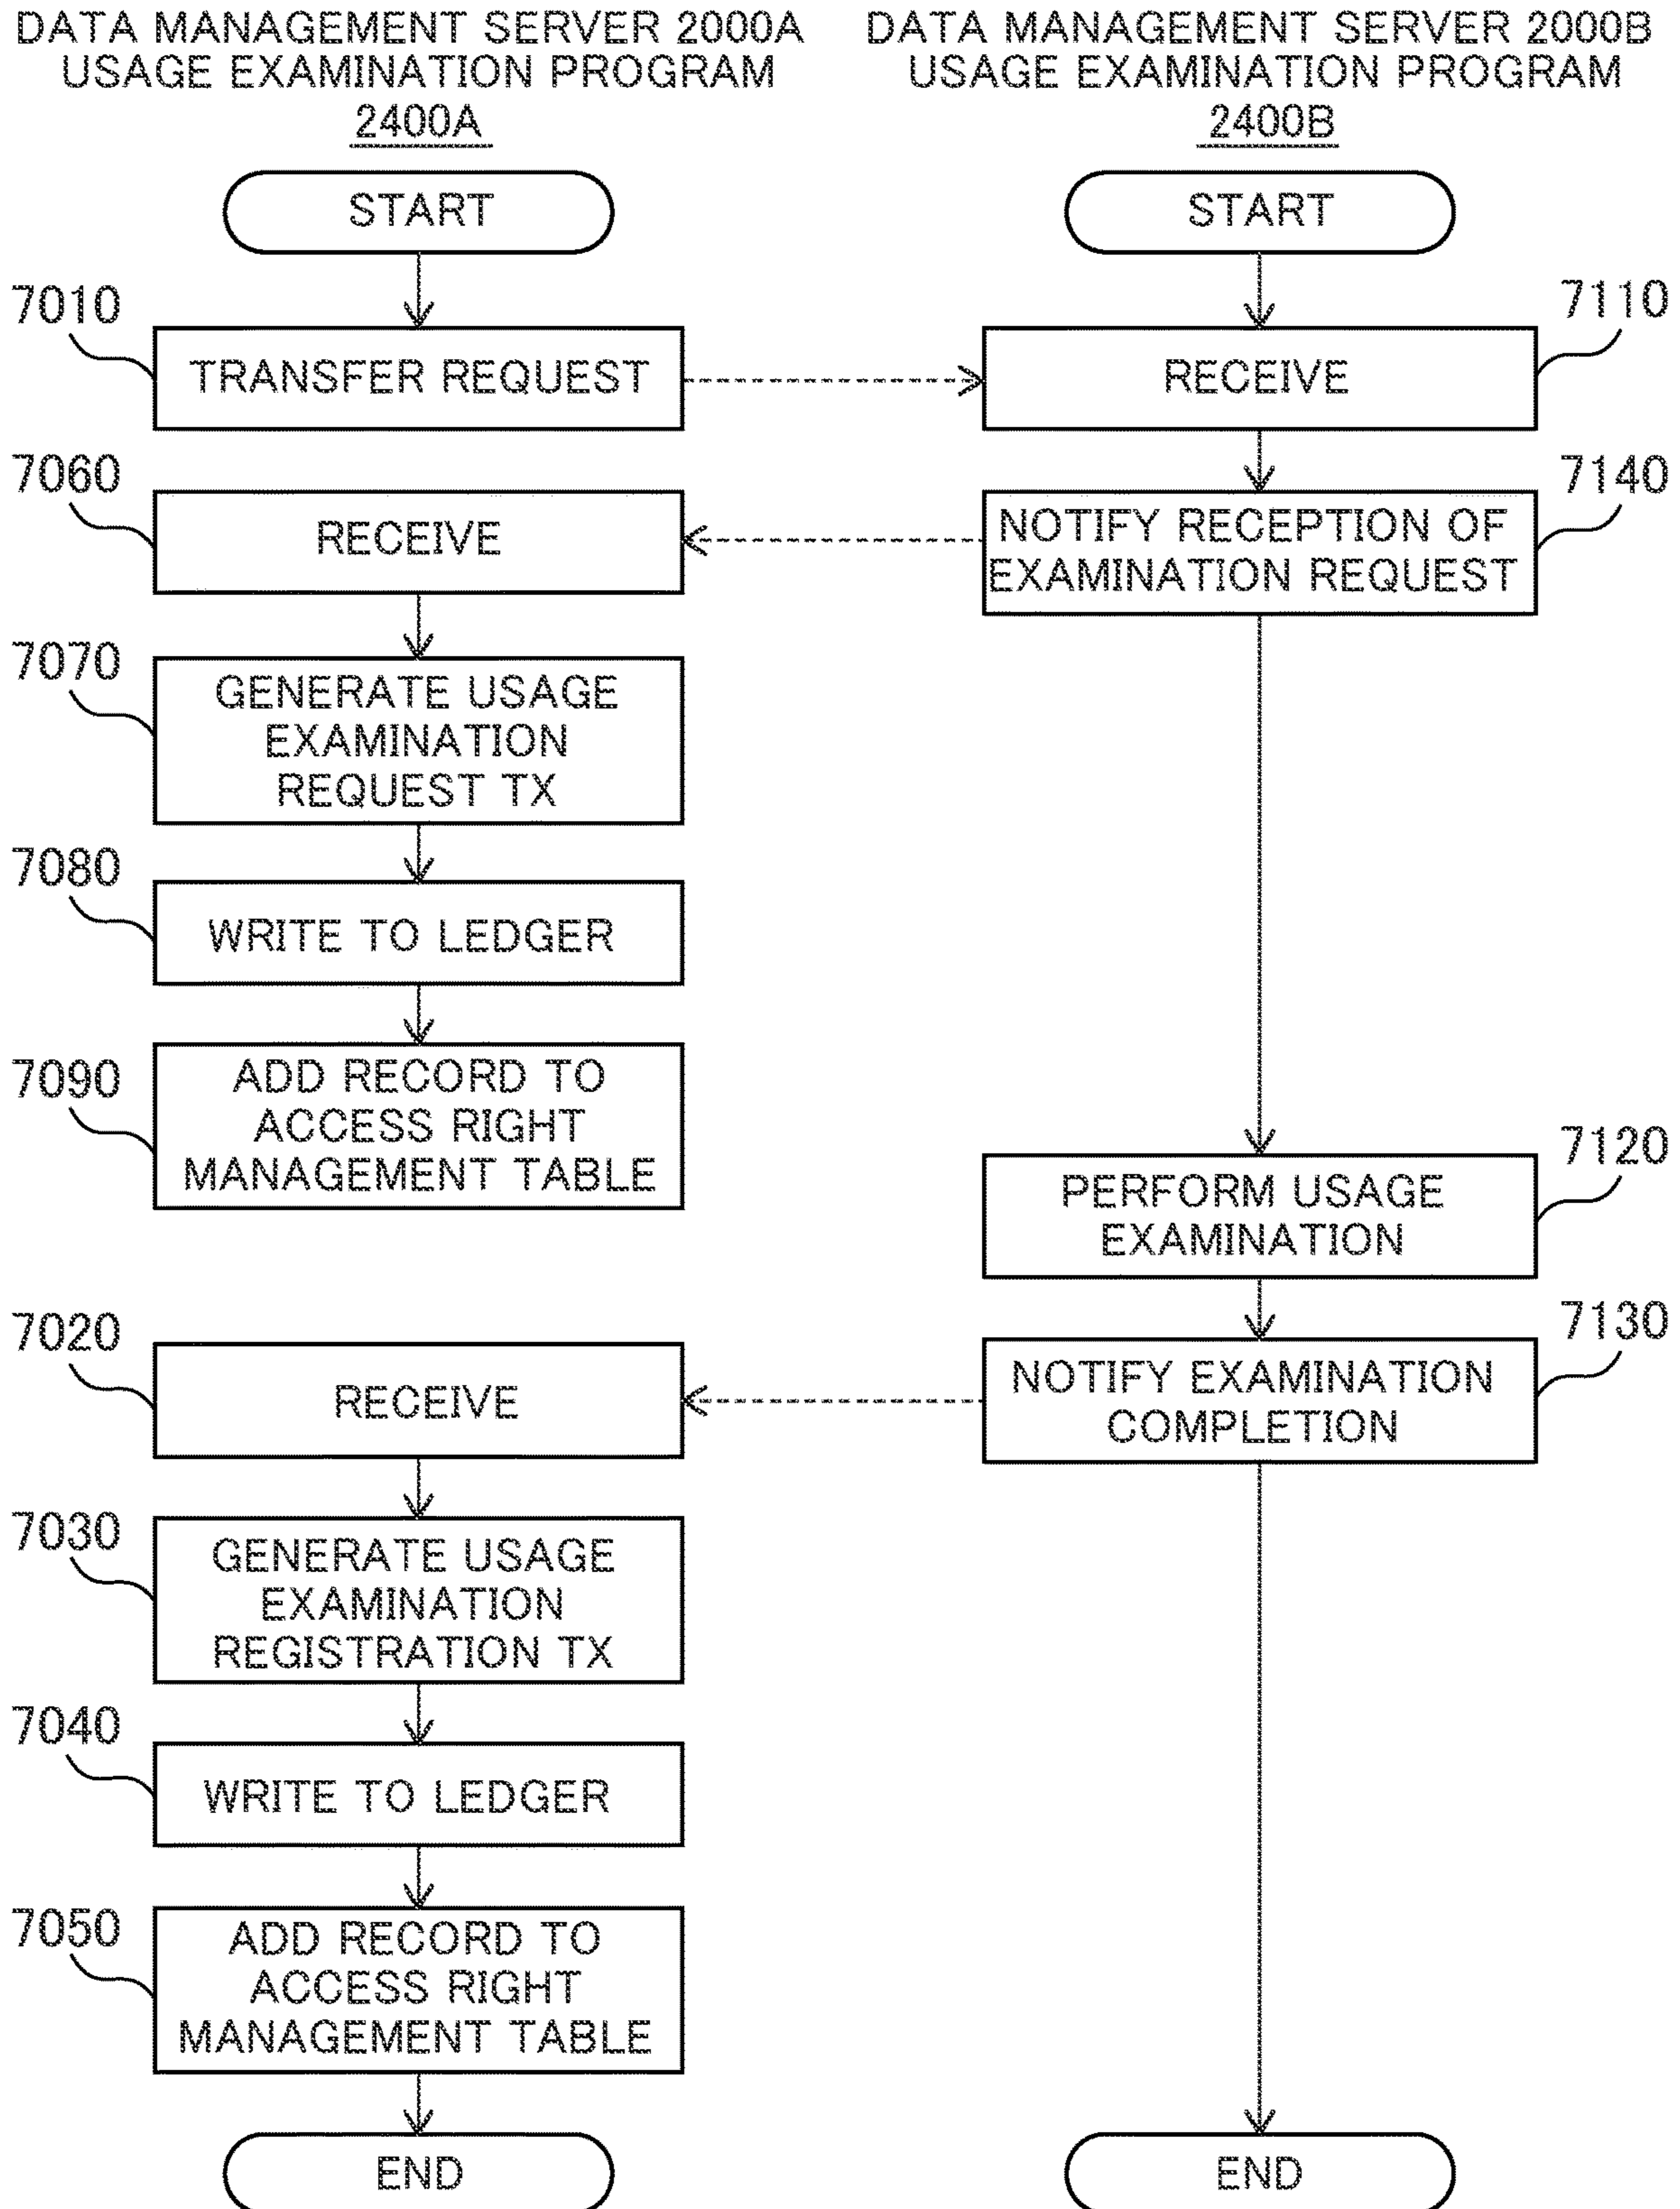 DATA MANAGEMENT SERVER 2000A
USAGE EXAMINATION PROGRAM
2400A
START
7010
TRANSFER REQUEST
7060
RECEIVE
7070
GENERATE USAGE
EXAMINATION
REQUEST TX
7080
WRITE TO LEDGER
7090
ADD RECORD TO
ACCESS RIGHT
MANAGEMENT TABLE
7020
RECEIVE
7030
GENERATE USAGE
EXAMINATION
REGISTRATION TX
7040
WRITE TO LEDGER
7050
ADD RECORD TO
ACCESS RIGHT
MANAGEMENT TABLE
END
DATA MANAGEMENT SERVER 2000B
USAGE EXAMINATION PROGRAM
2400B
START
7110
RECEIVE
7140
NOTIFY RECEPTION OF
EXAMINATION REQUEST
7120
PERFORM USAGE
EXAMINATION
7130
NOTIFY EXAMINATION
COMPLETION
END